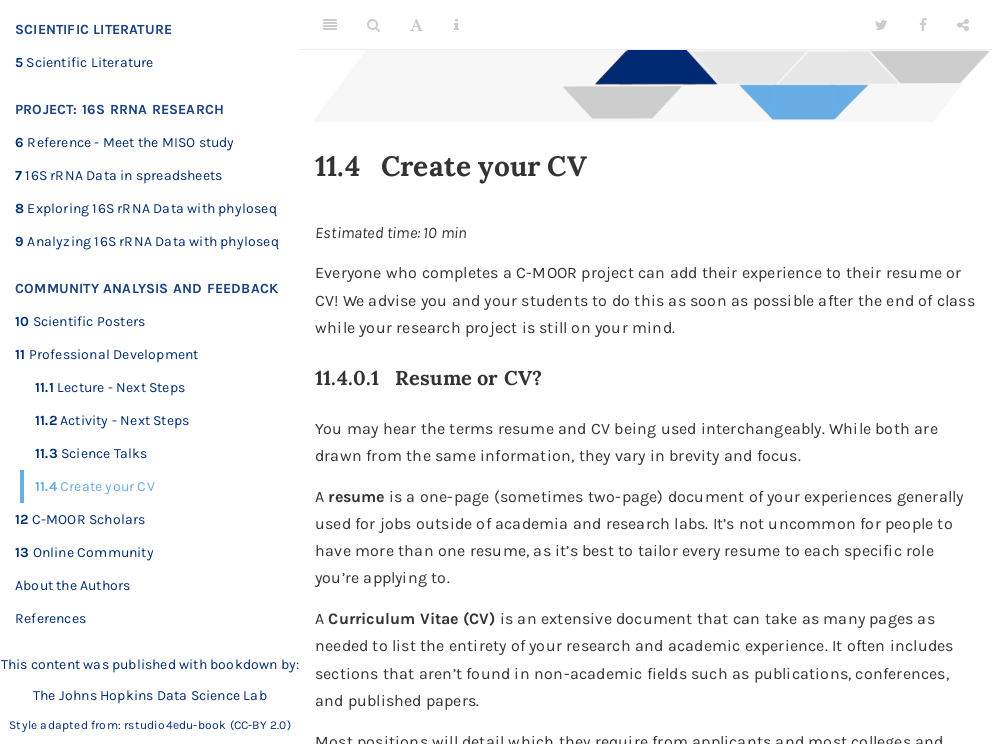 SCIENTIFIC LITERATURE
5 Scientific Literature
PROJECT: 16S RRNA RESEARCH
6 Reference - Meet the MISO study
7 16S rRNA Data in spreadsheets
8 Exploring 16S rRNA Data with phyloseq
9 Analyzing 16S rRNA Data with phyloseq
COMMUNITY ANALYSIS AND FEEDBACK
10 Scientific Posters
11 Professional Development
11.1 Lecture - Next Steps
11.2 Activity - Next Steps
11.3 Science Talks
11.4 Create your CV
12 C-MOOR Scholars
13 Online Community
About the Authors
References
This content was published with bookdown by:
The Johns Hopkins Data Science Lab
Style adapted from: rstudio4edu-book (CC-BY 2.0)
11.4 Create your CV
Estimated time: 10 min
Everyone who completes a C-MOOR project can add their experience to their resume or
CV! We advise you and your students to do this as soon as possible after the end of class
while your research project is still on your mind.
11.4.0.1 Resume or CV?
You may hear the terms resume and CV being used interchangeably. While both are
drawn from the same information, they vary in brevity and focus.
A resume is a one-page (sometimes two-page) document of your experiences generally
used for jobs outside of academia and research labs. It's not uncommon for people to
have more than one resume, as it's best to tailor every resume to each specific role
you're applying to.
A Curriculum Vitae (CV) is an extensive document that can take as many pages as
needed to list the entirety of your research and academic experience. It often includes
sections that aren't found in non-academic fields such as publications, conferences,
and published papers.
Most positions will detail which they require from applicants and most colleges and